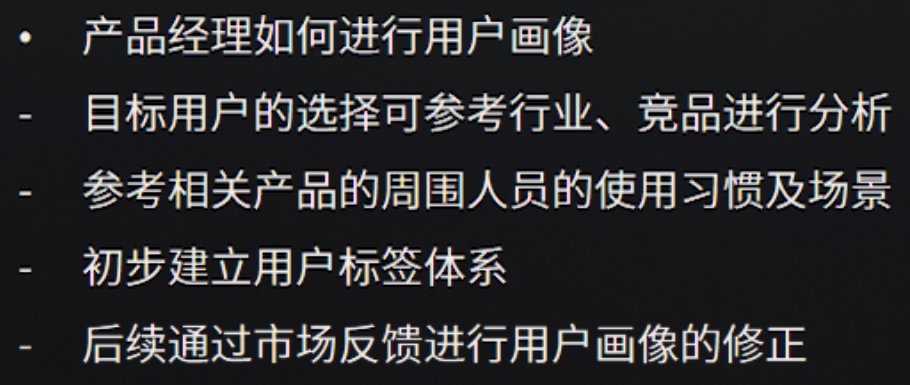 • 产品经理如何进行用户画像
- 目标用户的选择可参考行业、竞品进行分析
- 参考相关产品的周围人员的使用习惯及场景
- 初步建立用户标签体系
- 后续通过市场反馈进行用户画像的修正